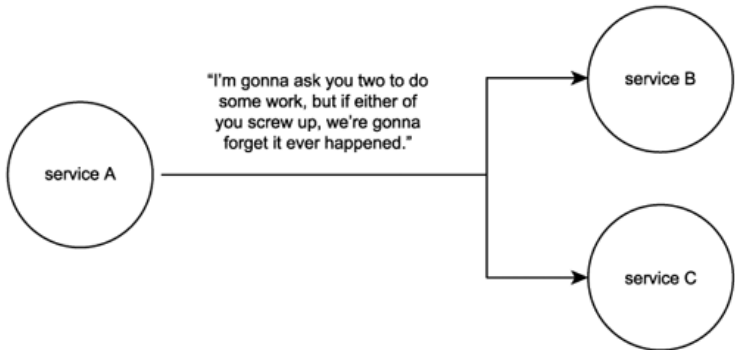 "I'm gonna ask you two to do
some work, but if either of
you screw up, we're gonna
forget it ever happened."
service A
service B
service C